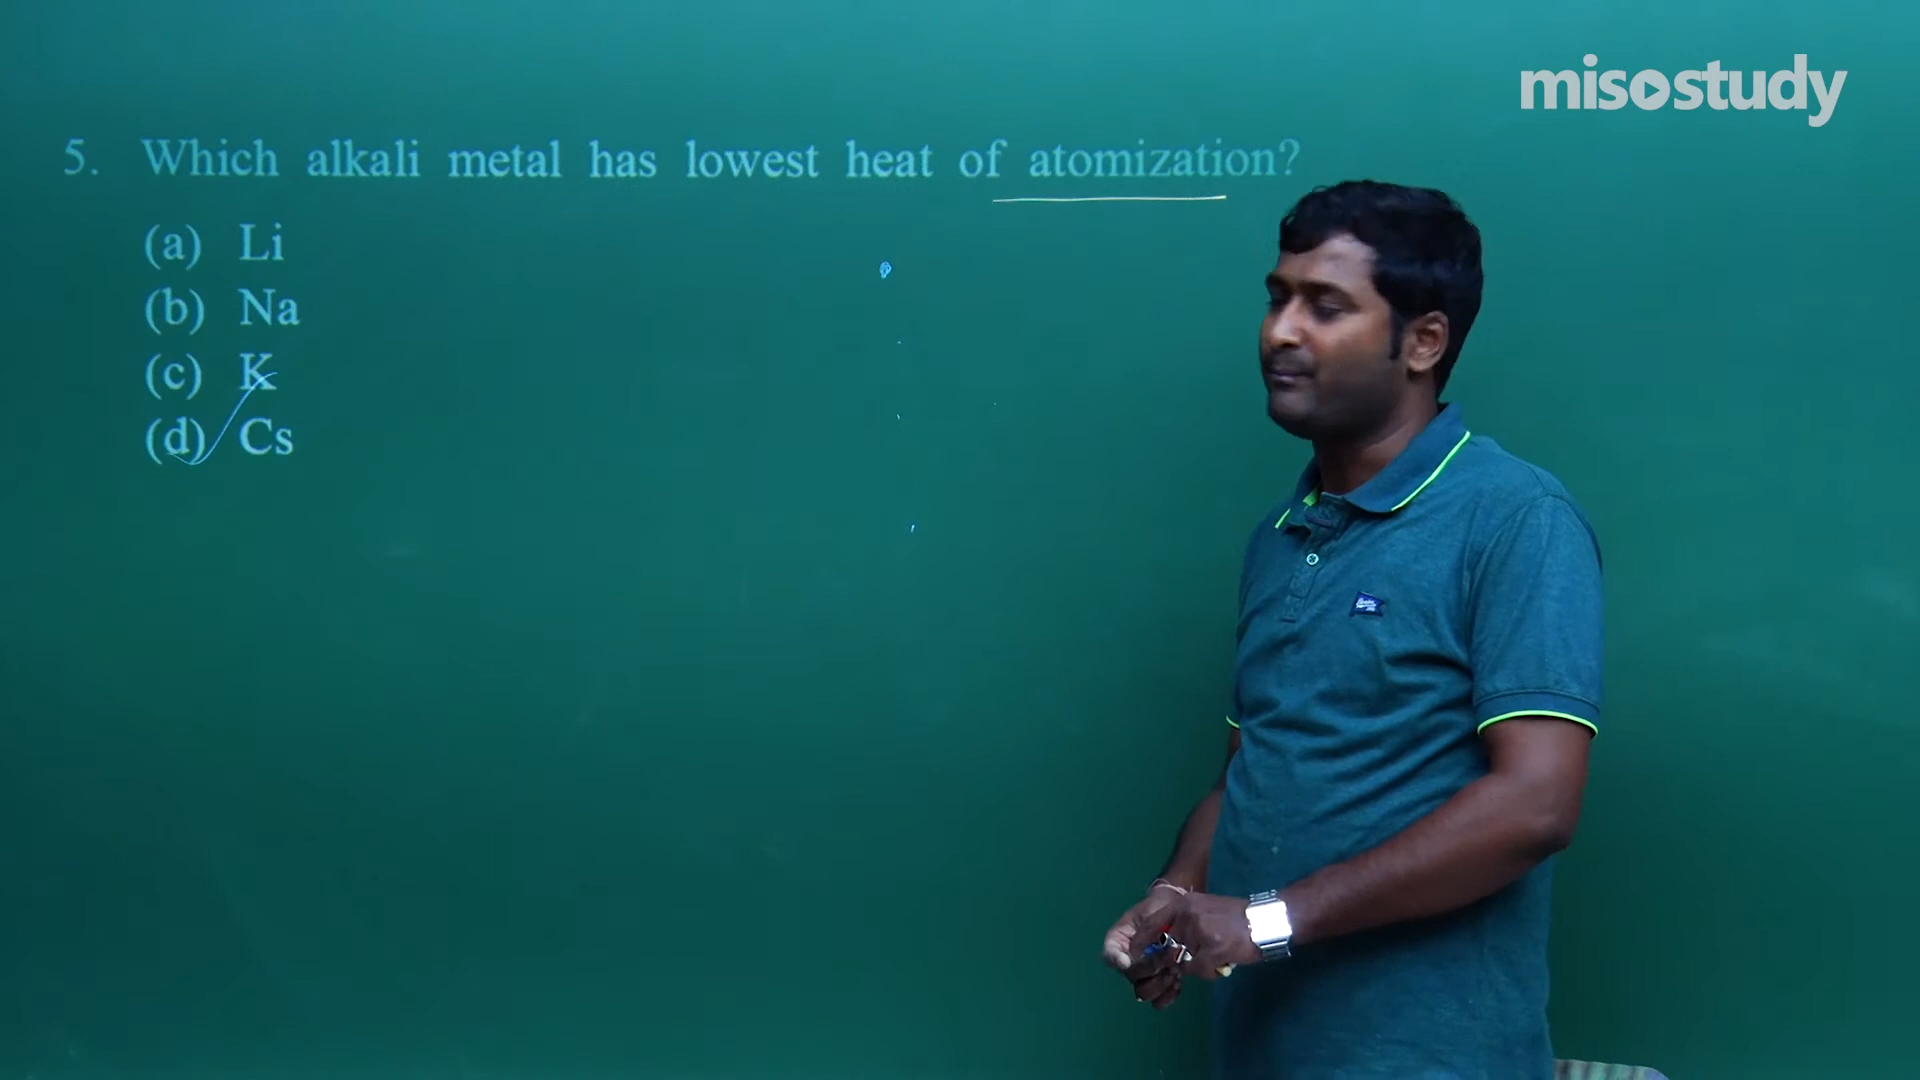 misostudy
5. Which alkali metal has lowest heat of atomization?
(a) Li
(b) Na
(c) K
(d) Cs